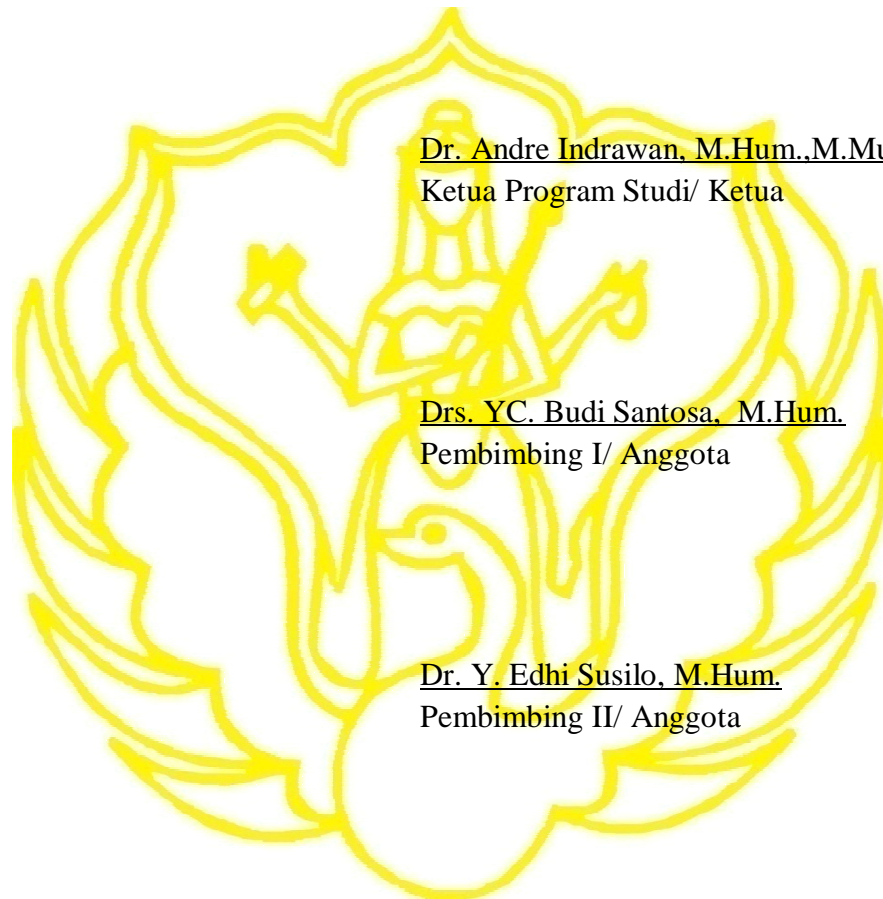 Dr. Andre Indrawan, M.Hum.,M.Mu
Ketua Program Studi/ Ketua
Drs. YC. Budi Santosa, M.Hum.
Pembimbing I/ Anggota
Dr. Y. Edhi Susilo, M.Hum.
Pembimbing II/ Anggota